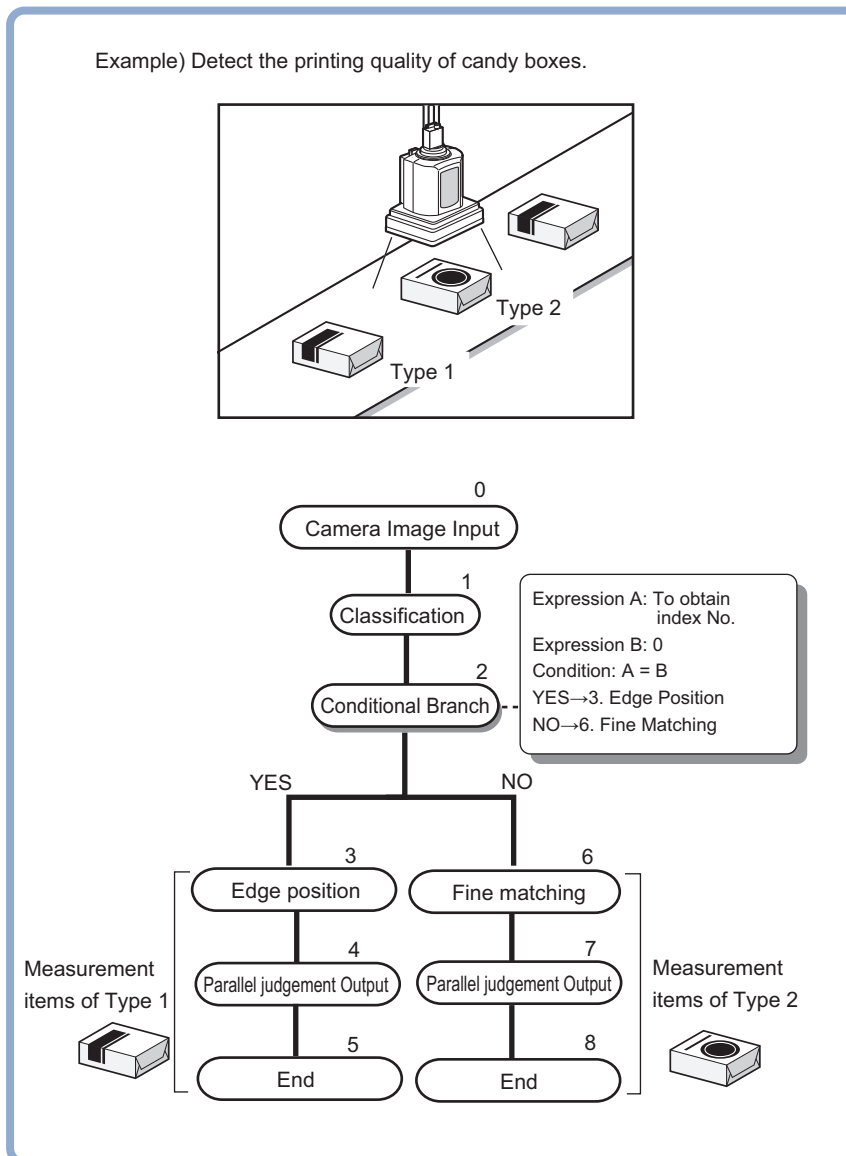 Example) Detect the printing quality of candy boxes.
Type 2
Type 1
0
Camera Image Input
1
Classification
2
Conditional Branch
Expression A: To obtain
index No.
Expression B: 0
Condition: A = B
YES→3. Edge Position
NO→6. Fine Matching
YES
NO
3
Edge position
6
Fine matching
4
Parallel judgement Output
7
Parallel judgement Output
Measurement
items of Type 1
Measurement
items of Type 2
5
End
8
End